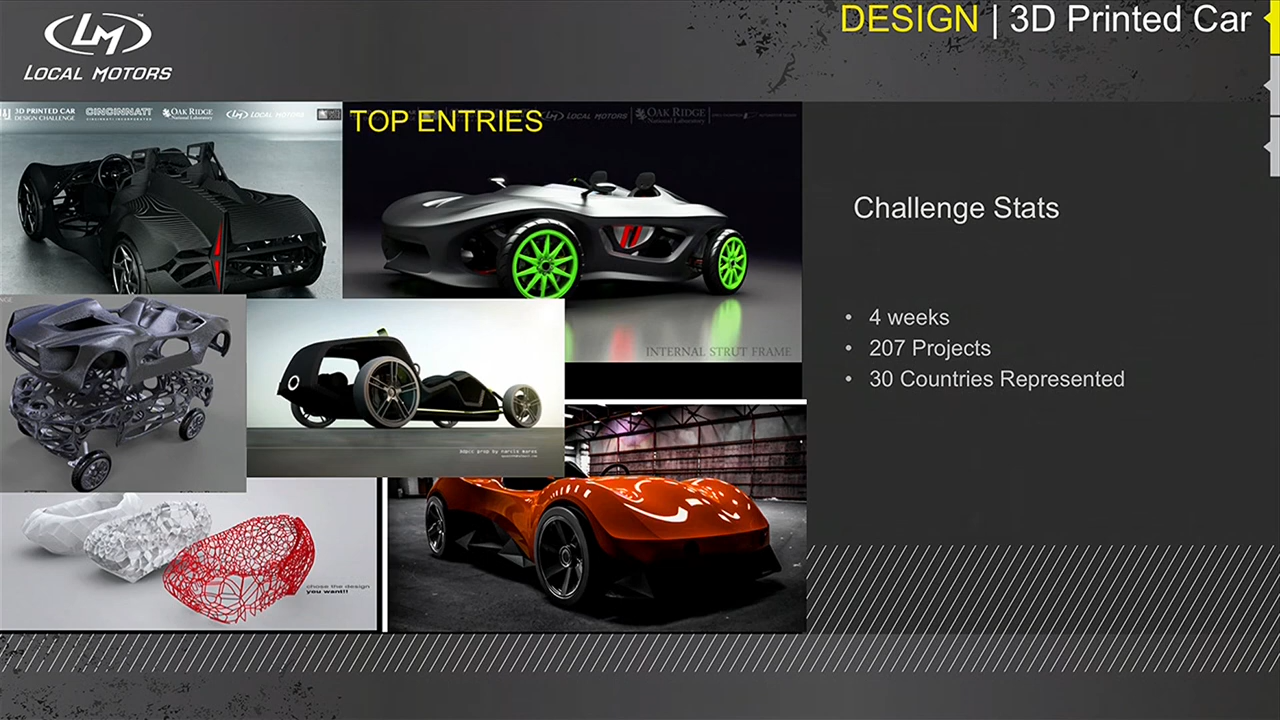 LM™
LOCAL MOTORS
DESIGN | 3D Printed Car
3D PRINTED CAR
DESIGN CHALLENGE
CINCINNATI
OAK RIDGE
National Laboratory
LOCAL MOTORS
TOP ENTRIES
LOCAL MOTORS
OAK RIDGE
National Laboratory
INTERNAL STRUT FRAME
chose the design
you want!!
Challenge Stats
• 4 weeks
• 207 Projects
• 30 Countries Represented